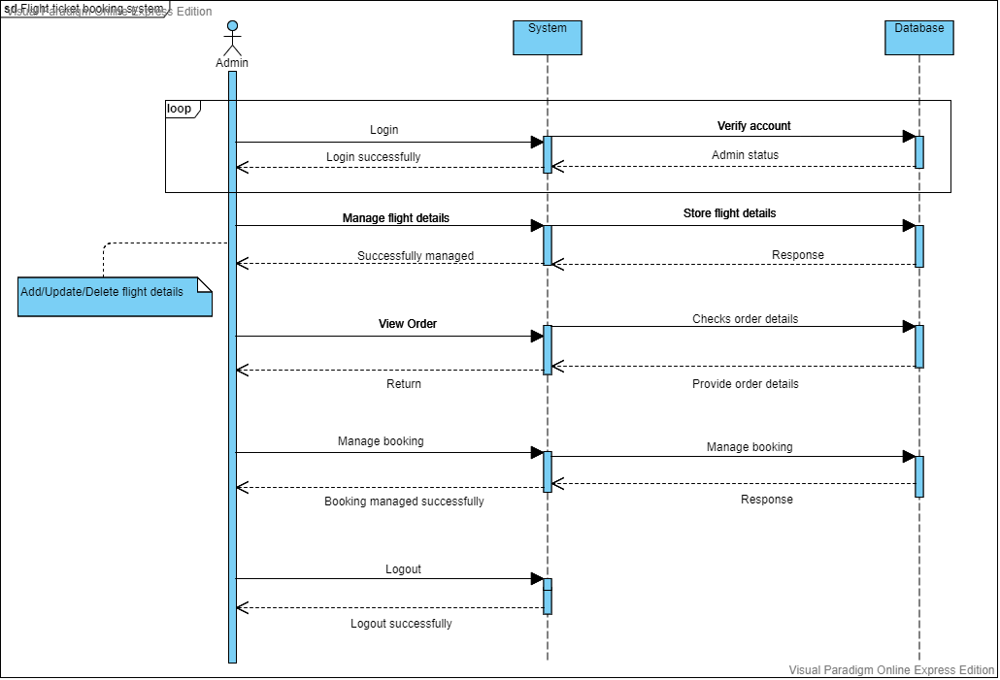 sd Flight ticket booking system
Visual Paradigm Online Express Edition
Admin
System
Database
loop
Login
Verify account
Login successfully
Admin status
Manage flight details
Store flight details
Successfully managed
Response
Add/Update/Delete flight details
View Order
Checks order details
Return
Provide order details
Manage booking
Manage booking
Booking managed successfully
Response
Logout
Logout successfully
Visual Paradigm Online Express Edition